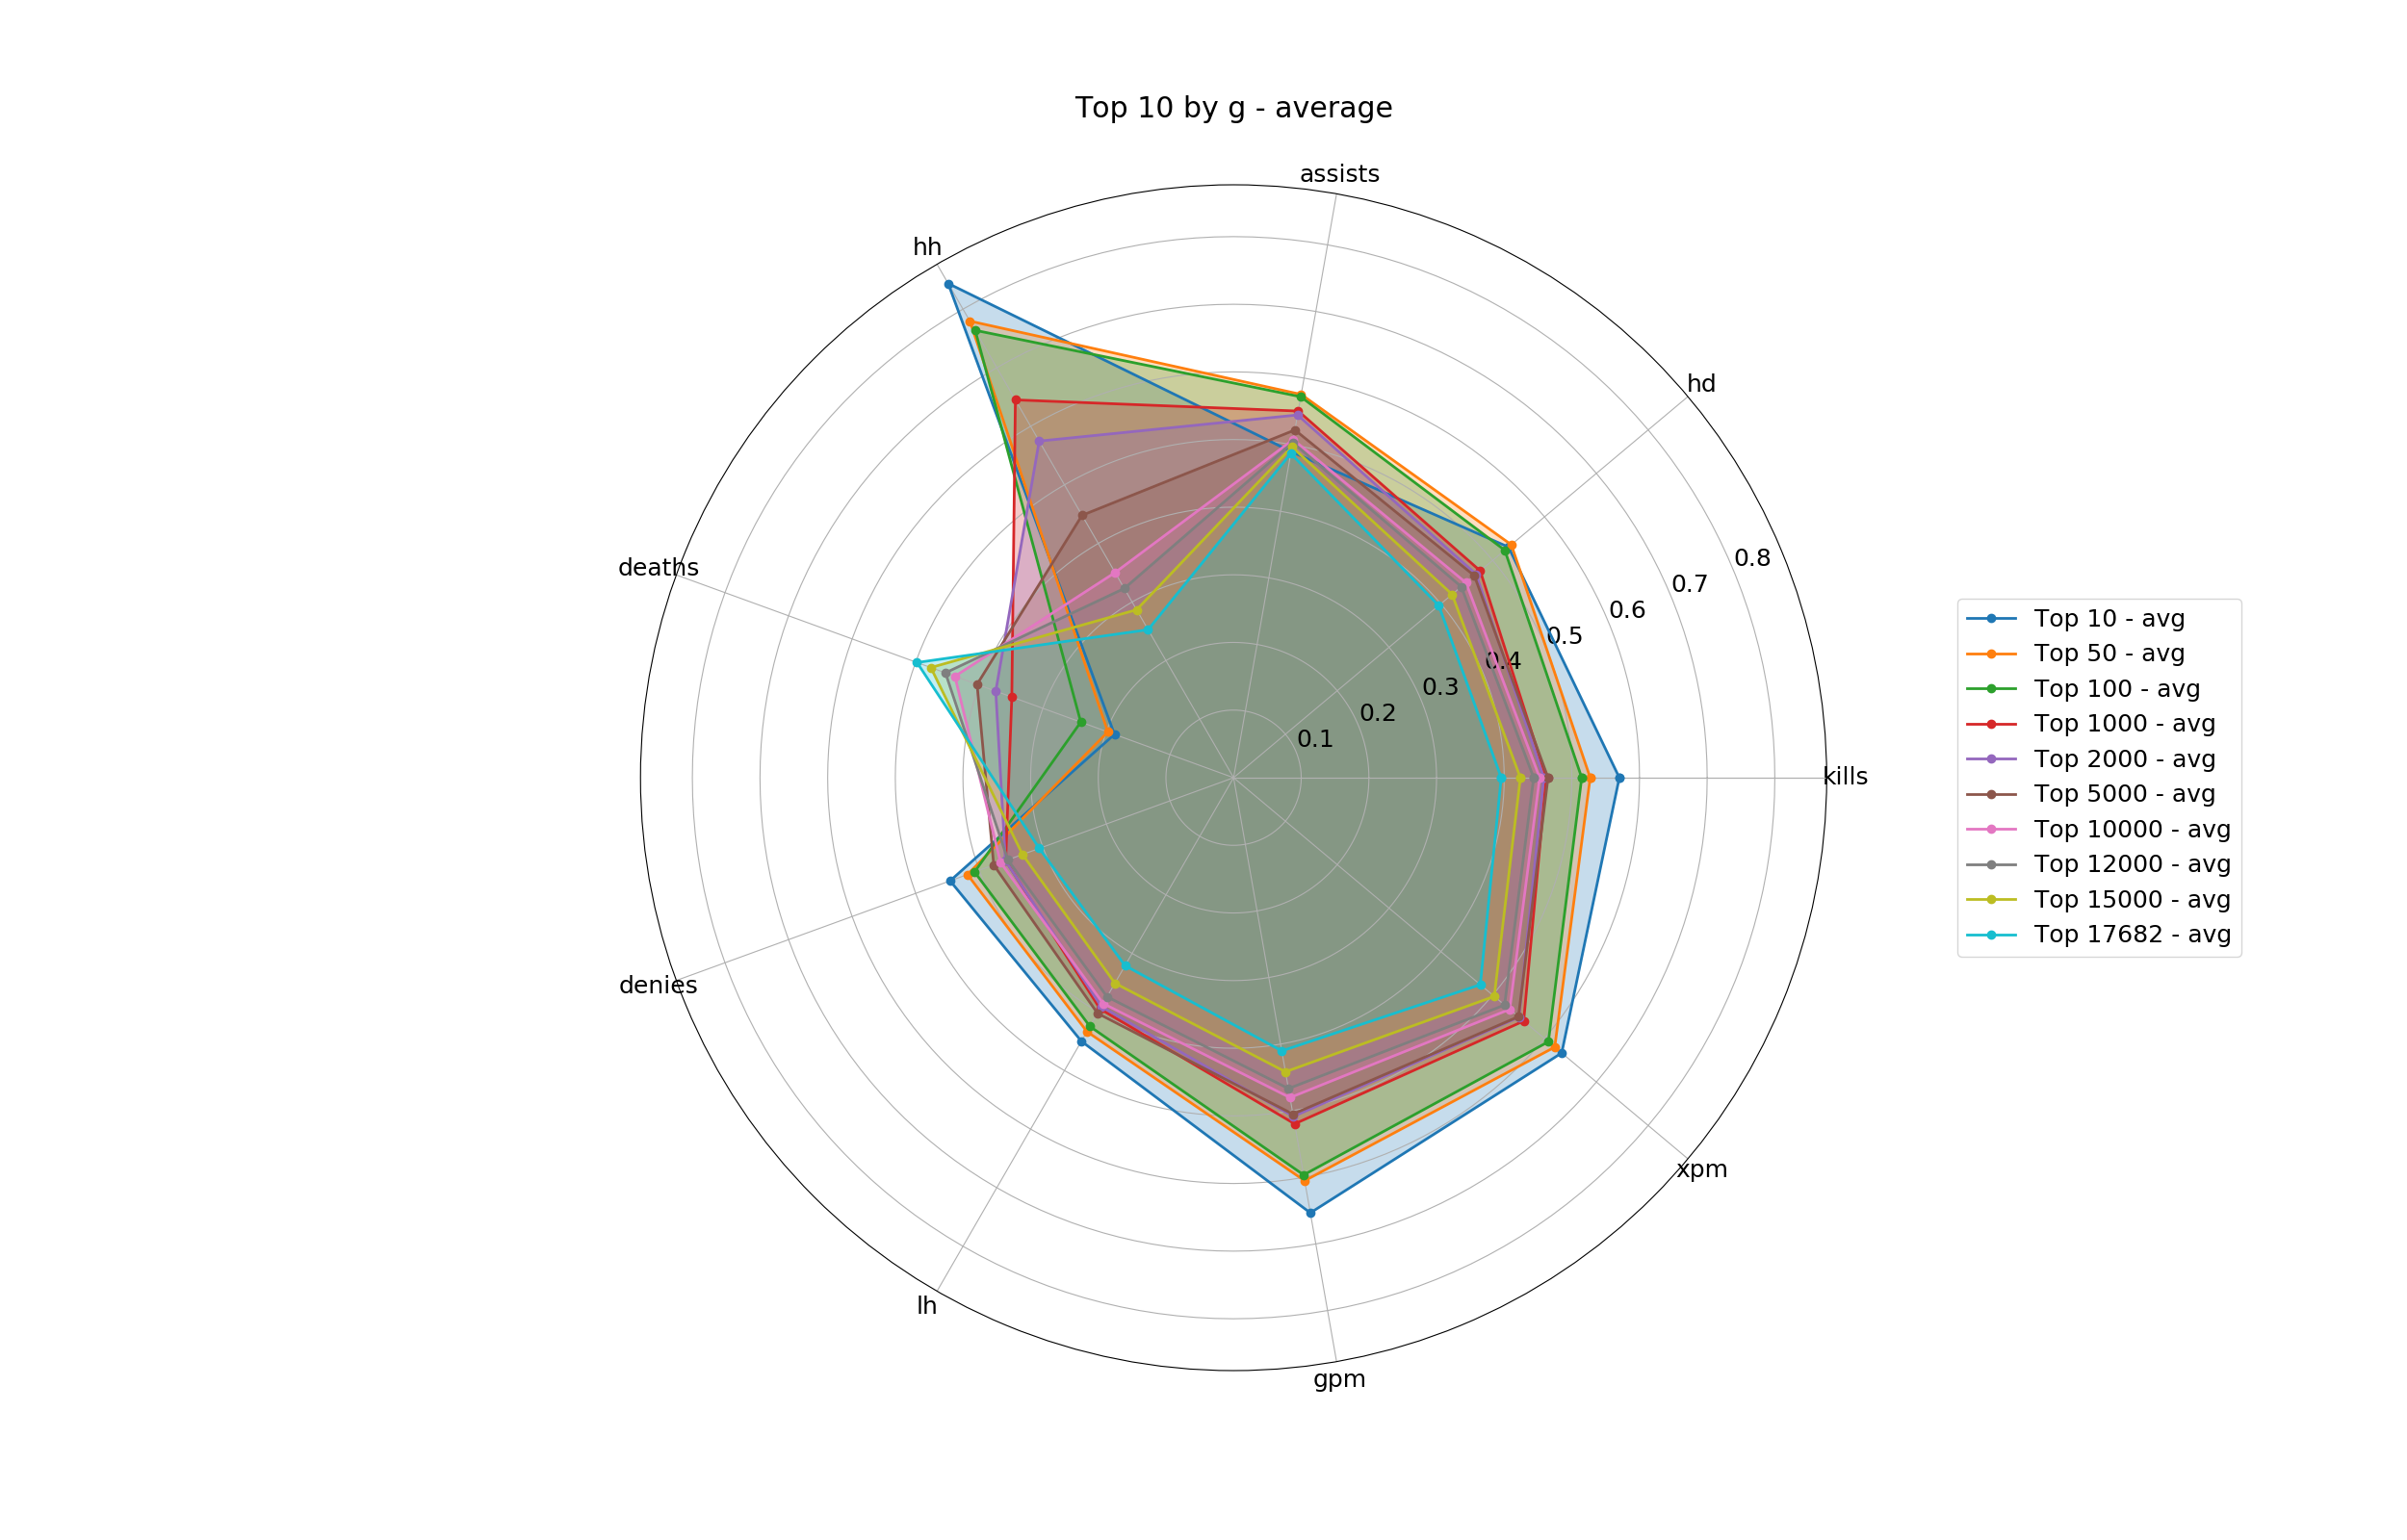 Top 10 by g - average
assists
hh
hd
deaths
0.8
0.7
0.6
0.5
0.4
0.3
0.2
0.1
kills
denies
xpm
lh
gpm
Top 10 - avg
Top 50 - avg
Top 100 - avg
Top 1000 - avg
Top 2000 - avg
Top 5000 - avg
Top 10000 - avg
Top 12000 - avg
Top 15000 - avg
Top 17682 - avg